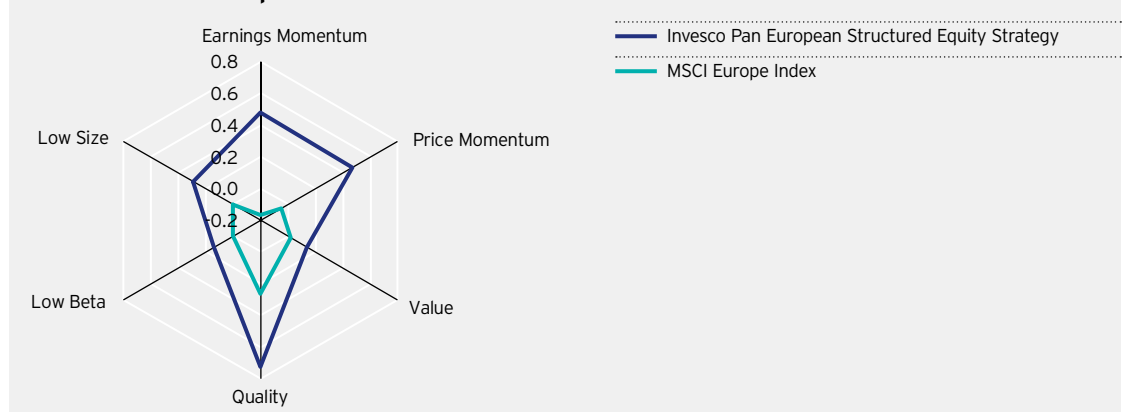 Earnings Momentum
0.8
0.6
0.4
0.2
0.0
-0.2
Low Size
Price Momentum
Low Beta
Value
Quality
Invesco Pan European Structured Equity Strategy
MSCI Europe Index